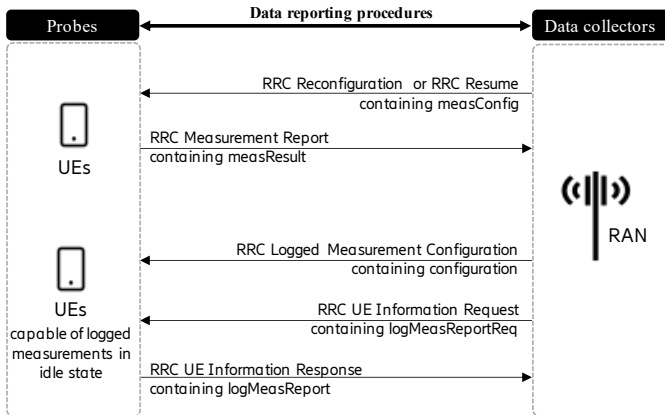 Data reporting procedures
Probes
Data collectors
RRC Reconfiguration or RRC Resume
containing measConfig
RRC Measurement Report
containing measResult
UEs
RAN
RRC Logged Measurement Configuration
containing configuration
UEs
capable of logged
measurements in
idle state
RRC UE Information Request
containing logMeasReportReq
RRC UE Information Response
containing logMeasReport